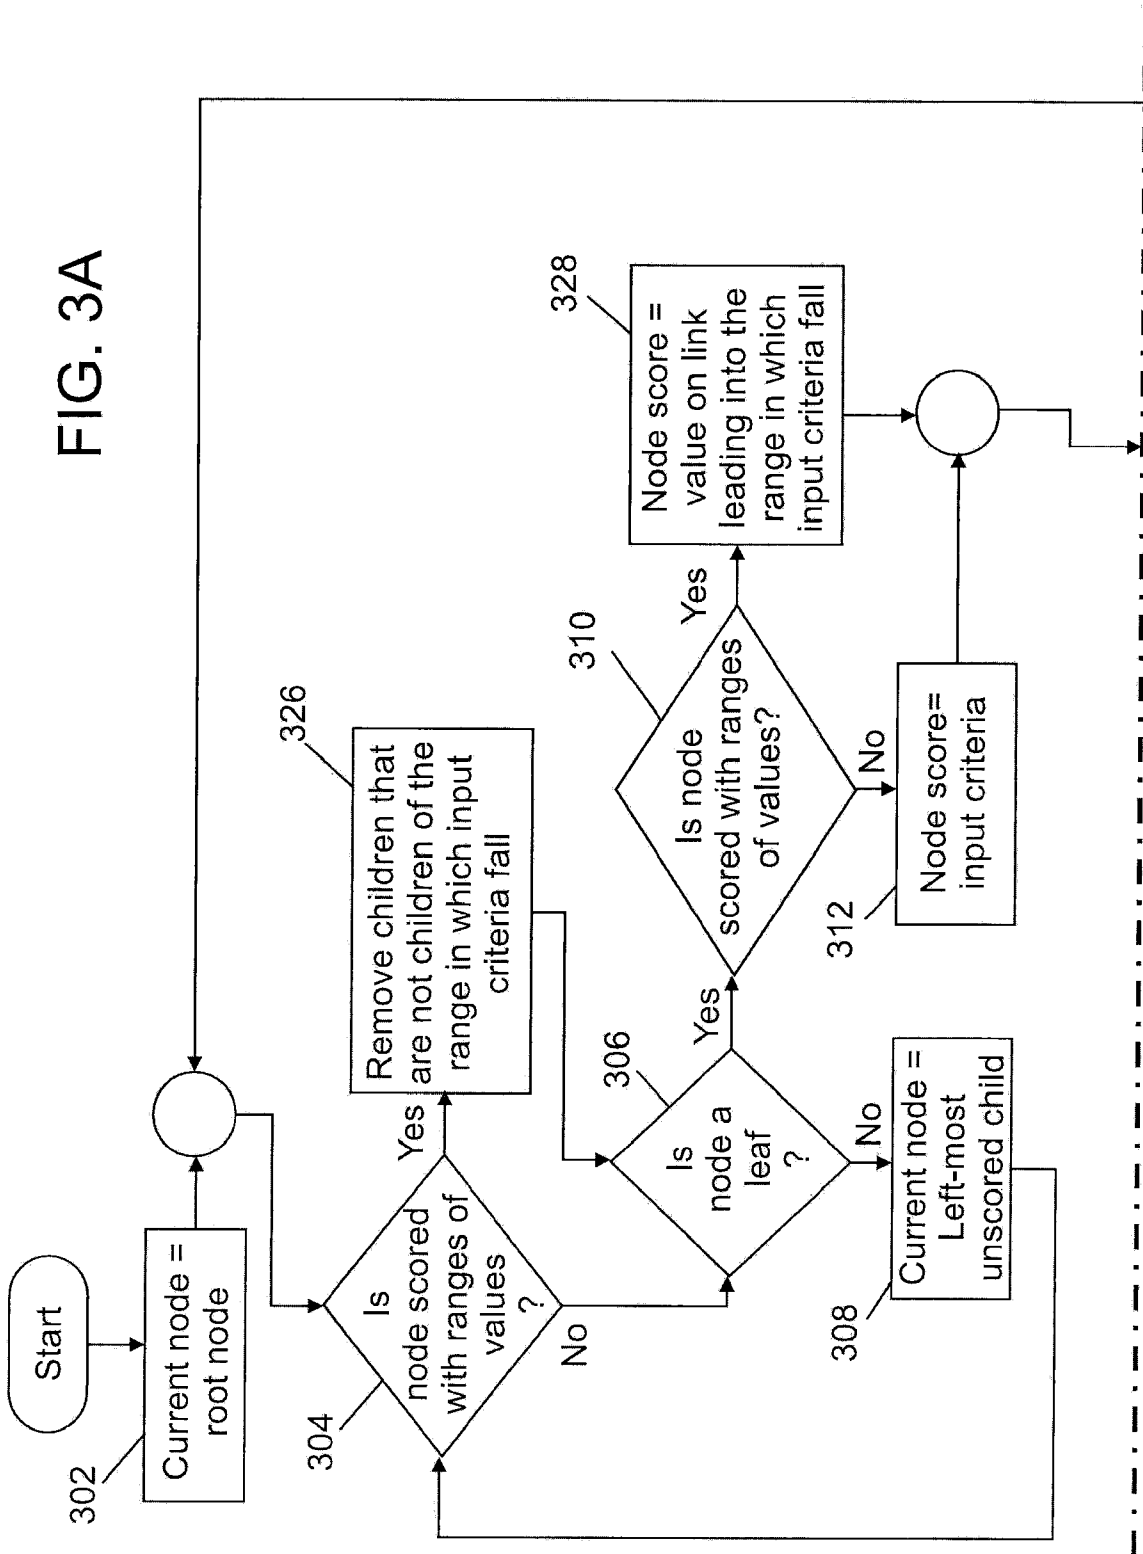 FIG. 3A
Start
302
Current node =
root node
304
Is
node scored
with ranges of
values
?
Yes
No
326
Remove children that
are not children of the
range in which input
criteria fall
306
Is
node a
leaf
?
Yes
No
308
Current node =
Left-most
unscored child
310
Is node
scored with ranges
of values?
Yes
No
312
Node score=
input criteria
328
Node score =
value on link
leading into the
range in which
input criteria fall